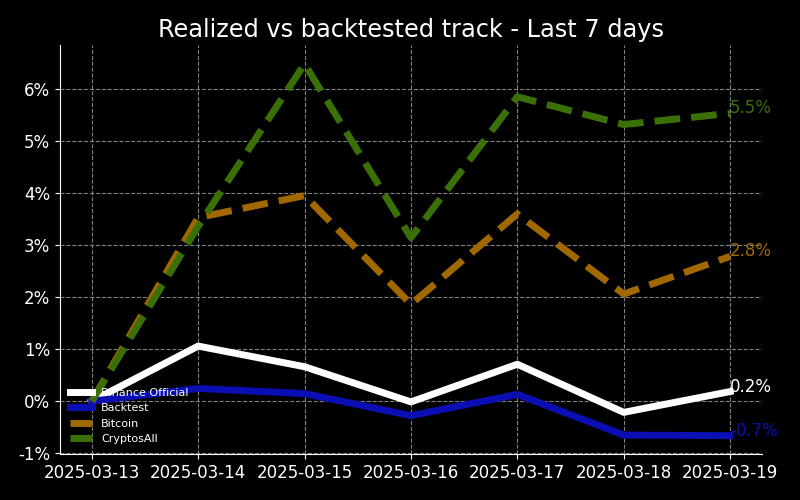 Realized vs backtested track - Last 7 days
6%
5%
4%
3%
2%
1%
0%
-1%
5.5%
2.8%
0.2%
-0.7%
Binance Official
Backtest
Bitcoin
CryptosAll
2025-03-13 2025-03-14 2025-03-15 2025-03-16 2025-03-17 2025-03-18 2025-03-19